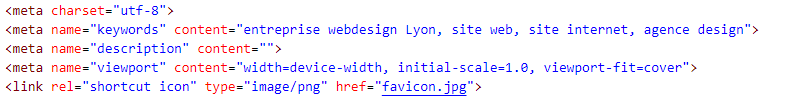 <meta charset="utf-8">
<meta name="keywords" content="entreprise webdesign Lyon, site web, site internet, agence design">
<meta name="description" content="">
<meta name="viewport" content="width=device-width, initial-scale=1.0, viewport-fit=cover">
<link rel="shortcut icon" type="image/png" href="favicon.jpg">